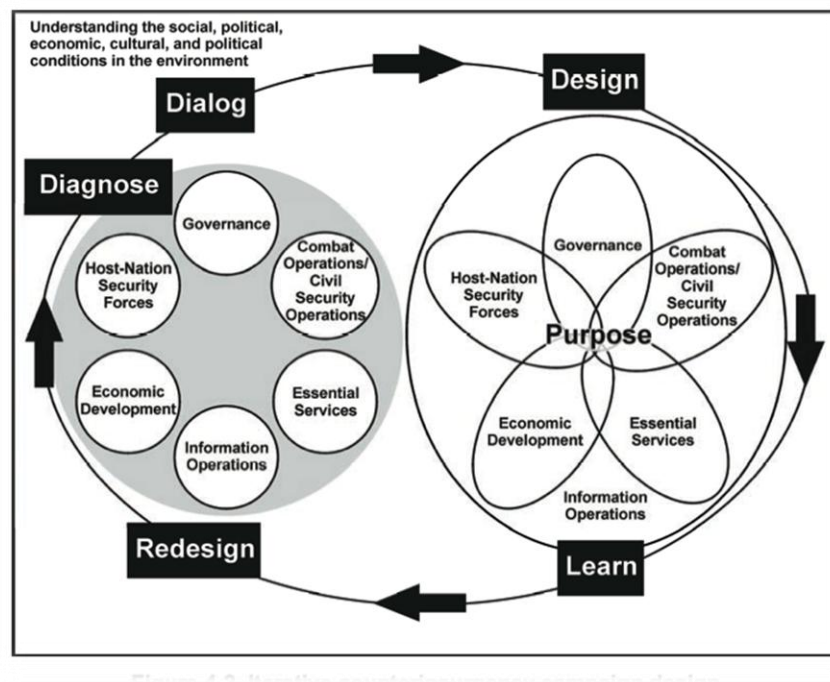 Understanding the social, political,
economic, cultural, and political
conditions in the environment
Dialog
Design
Diagnose
Governance
Host-Nation
Security
Forces
Combat
Operations/
Civil
Security
Operations
Economic
Development
Essential
Services
Information
Operations
Governance
Host-Nation
Security
Forces
Combat
Operations/
Civil
Security
Operations
Purpose
Economic
Development
Essential
Services
Information
Operations
Redesign
Learn